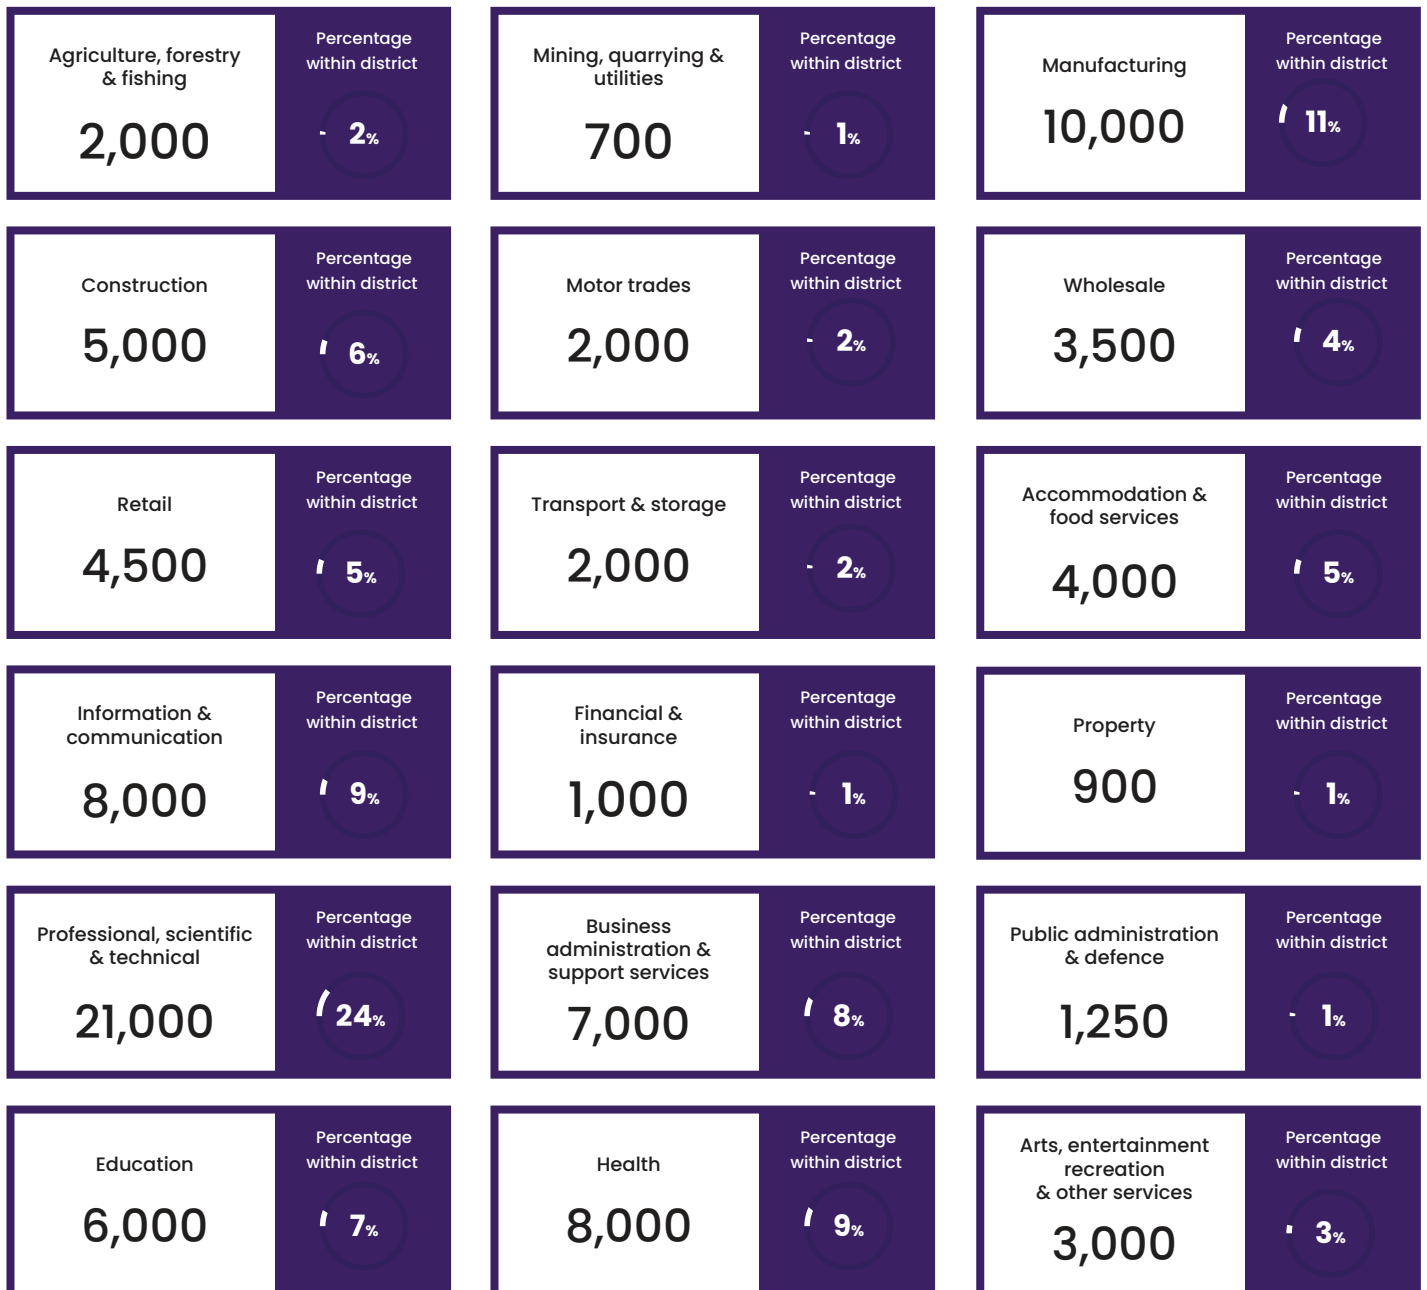 Agriculture, forestry
& fishing
2,000
Percentage
within district
2%
Mining, quarrying &
utilities
700
Percentage
within district
1%
Manufacturing
10,000
Percentage
within district
11%
Construction
5,000
Percentage
within district
6%
Motor trades
2,000
Percentage
within district
2%
Wholesale
3,500
Percentage
within district
4%
Retail
4,500
Percentage
within district
5%
Transport & storage
2,000
Percentage
within district
2%
Accommodation &
food services
4,000
Percentage
within district
5%
Information &
communication
8,000
Percentage
within district
9%
Financial &
insurance
1,000
Percentage
within district
1%
Property
900
Percentage
within district
1%
Professional, scientific
& technical
21,000
Percentage
within district
24%
Business
administration &
support services
7,000
Percentage
within district
8%
Public administration
& defence
1,250
Percentage
within district
1%
Education
6,000
Percentage
within district
7%
Health
8,000
Percentage
within district
9%
Arts, entertainment
recreation
& other services
3,000
Percentage
within district
3%